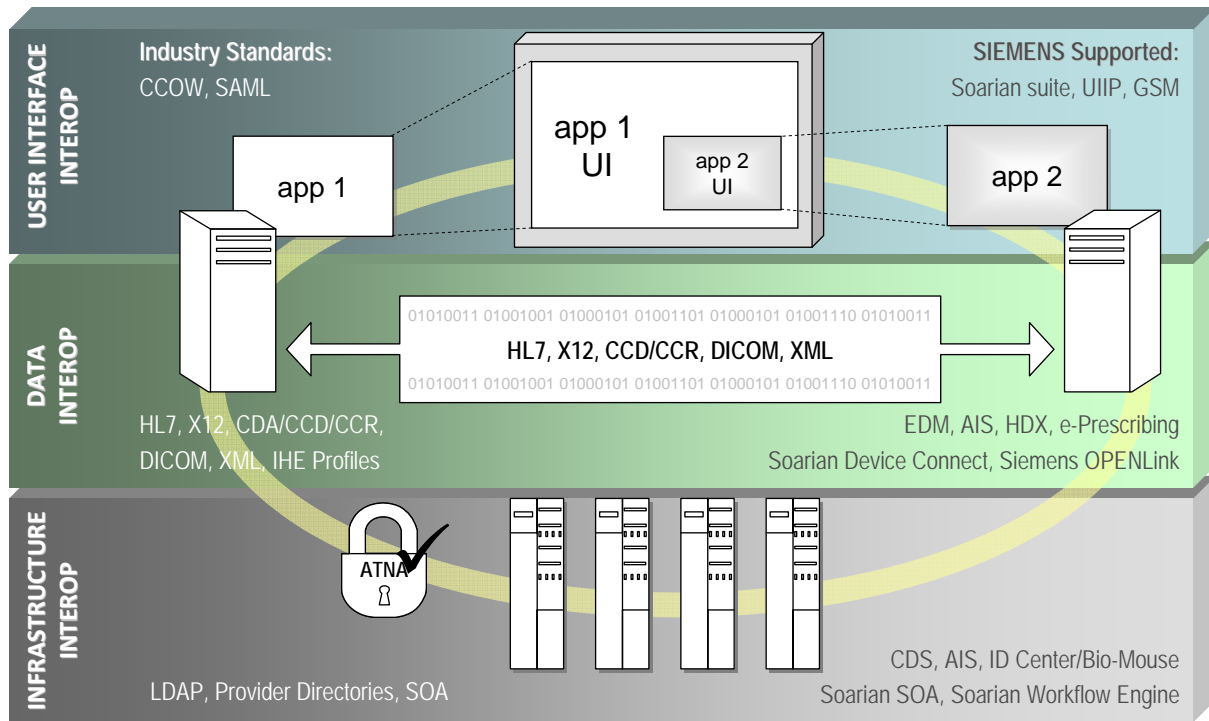 USER INTERFACE
INTEROP
Industry Standards:
CCOW, SAML
SIEMENS Supported:
Soarian suite, UIIP, GSM
app 1
app 1
UI
app 2
UI
app 2
DATA
INTEROP
01010011 01001001 01000101 01001101 01000101 01001110 01010011
HL7, X12, CCD/CCR, DICOM, XML
01010011 01001001 01000101 01001101 01000101 01001110 01010011
HL7, X12, CDA/CCD/CCR,
DICOM, XML, IHE Profiles
EDM, AIS, HDX, e-Prescribing
Soarian Device Connect, Siemens OPENLink
INFRASTRUCTURE
INTEROP
ATNA
LDAP, Provider Directories, SOA
CDS, AIS, ID Center/Bio-Mouse
Soarian SOA, Soarian Workflow Engine